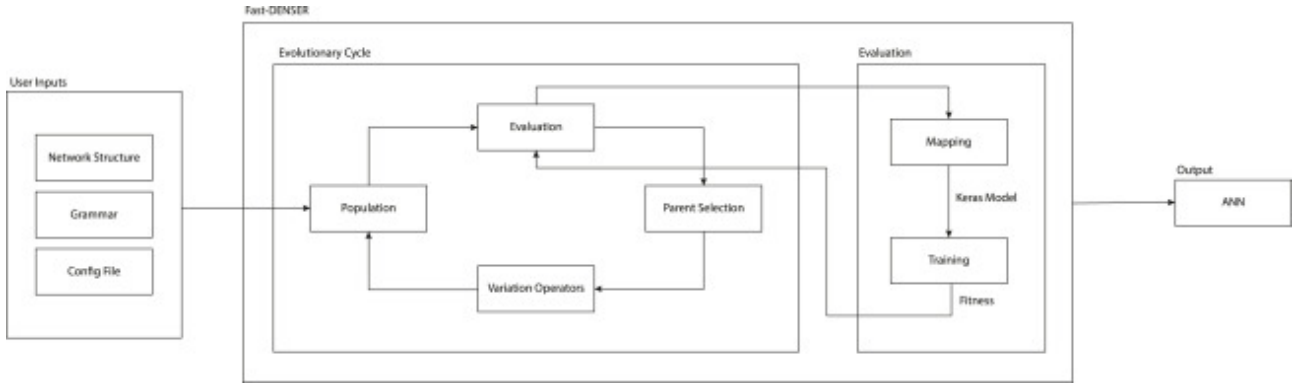 Fast-DENSER
Evolutionary Cycle
Evaluation
User Inputs
Network Structure
Grammar
Config File
Population
Evaluation
Parent Selection
Variation Operators
Mapping
Keras Model
Training
Fitness
Output
ANN